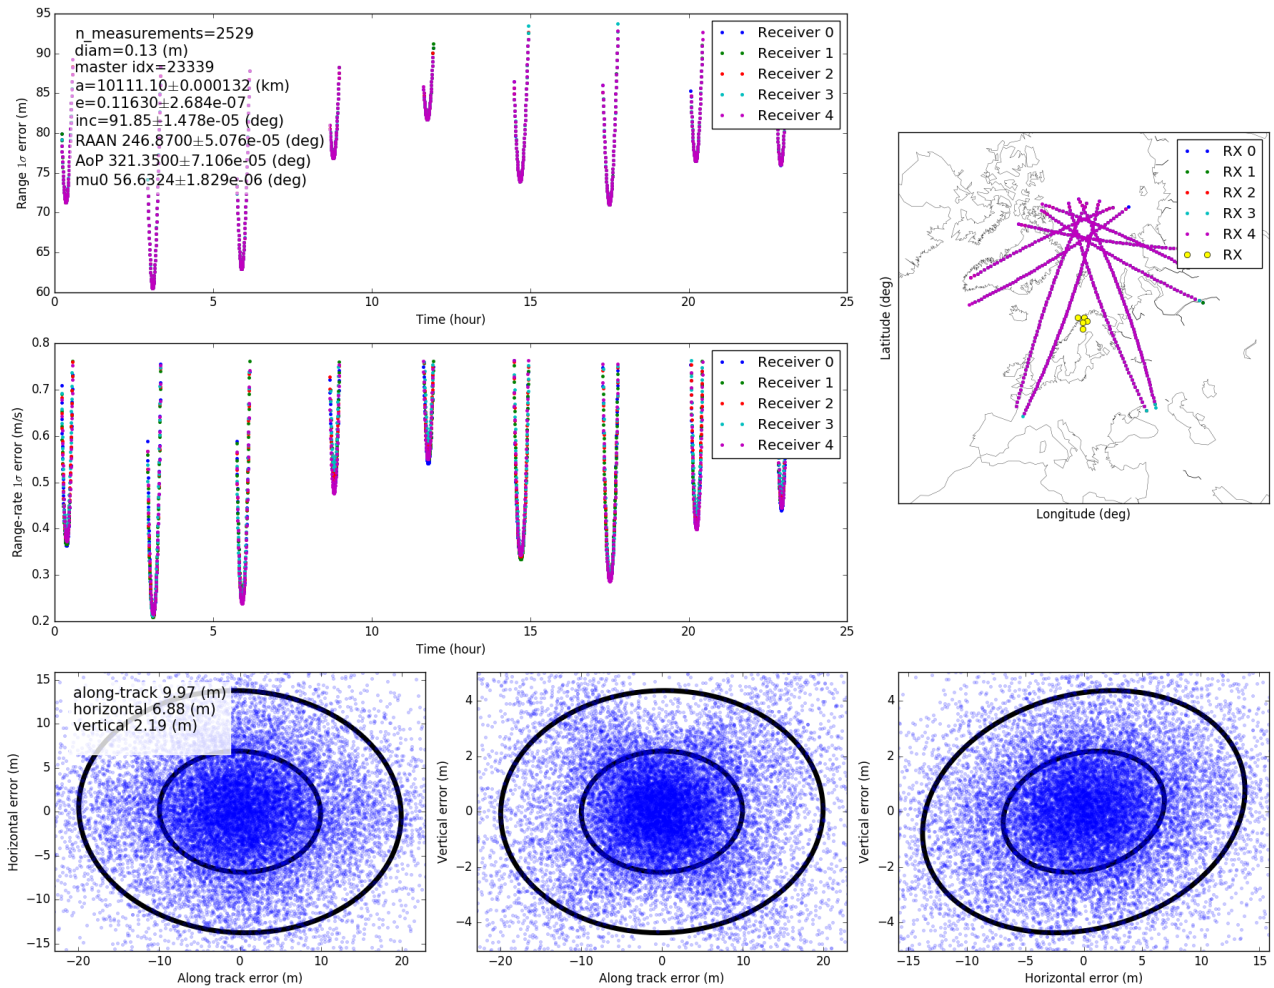 95
90
85
80
75
70
65
60
Range 1σ error (m)
n_measurements=2529
diam=0.13 (m)
master idx=23339
a=10111.10±0.000132 (km)
e=0.11630±2.684e-07
inc=91.85±1.478e-05 (deg)
RAAN 246.8700±5.076e-05 (deg)
AoP 321.3500±7.106e-05 (deg)
mu0 56.6324±1.829e-06 (deg)
Receiver 0
Receiver 1
Receiver 2
Receiver 3
Receiver 4
0 5 10 15 20 25
Time (hour)
0.8
0.7
0.6
0.5
0.4
0.3
0.2
Range-rate 1σ error (m/s)
Receiver 0
Receiver 1
Receiver 2
Receiver 3
Receiver 4
0 5 10 15 20 25
Time (hour)
RX 0
RX 1
RX 2
RX 3
RX 4
RX
Latitude (deg)
Longitude (deg)
15
10
5
0
−5
−10
−15
Horizontal error (m)
along-track 9.97 (m)
horizontal 6.88 (m)
vertical 2.19 (m)
−20 −10 0 10 20
Along track error (m)
4
2
0
−2
−4
Vertical error (m)
−20 −10 0 10 20
Along track error (m)
4
2
0
−2
−4
Vertical error (m)
−15 −10 −5 0 5 10 15
Horizontal error (m)